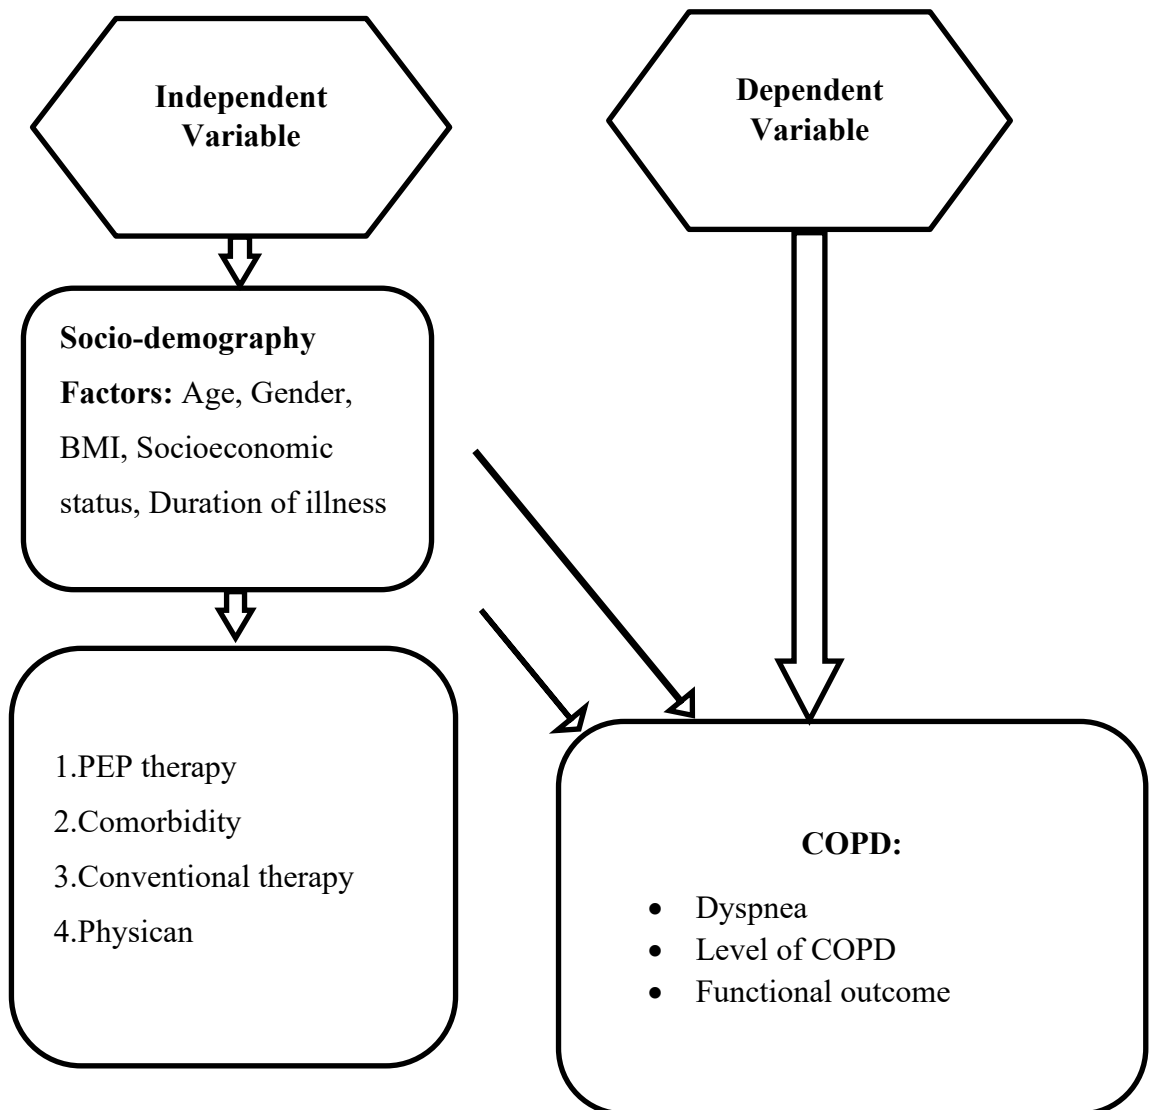 Independent
Variable
Dependent
Variable
Socio-demography
Factors: Age, Gender,
BMI, Socioeconomic
status, Duration of illness
1.PEP therapy
2.Comorbidity
3.Conventional therapy
4.Physican
COPD:
• Dyspnea
• Level of COPD
• Functional outcome